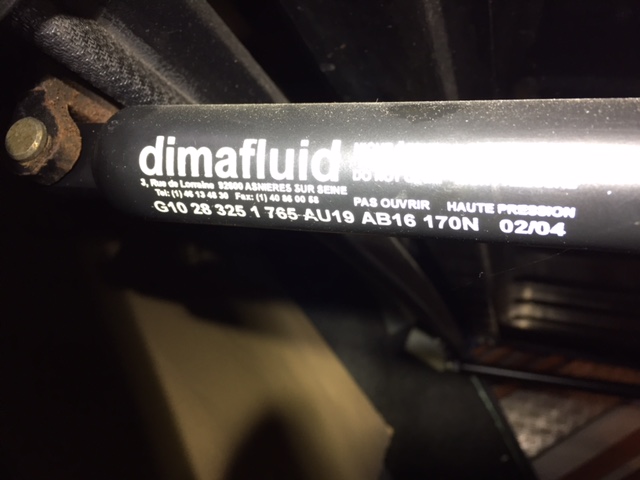 dimafluid
3, Rue de Lorraine 92600 ASNIERES SUR SEINE
PAS OUVRIR HAUTE PRESSION
G10 28 325 1 765 AU19 AB16 170N 02/04